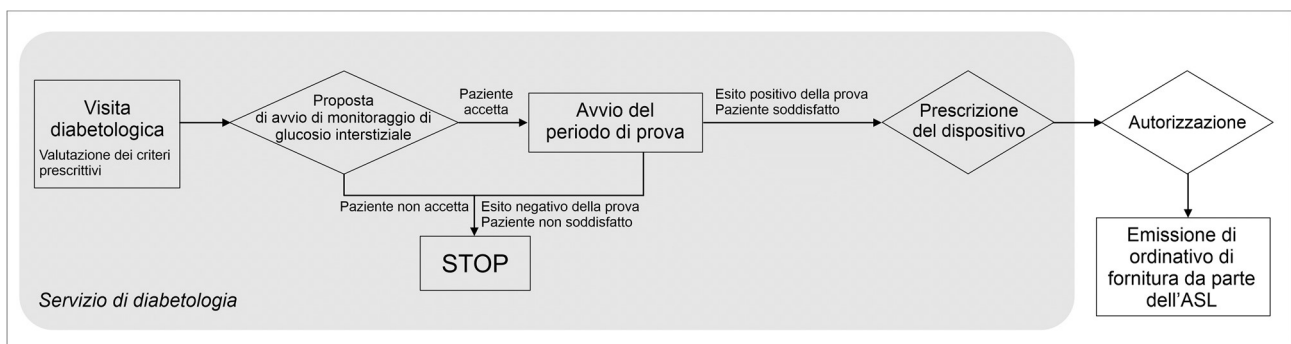 Visita
diabetologica
Valutazione dei criteri
prescrittivi
Proposta
di avvio di monitoraggio di
glucosio interstiziale
Paziente
accetta
Avvio del
periodo di prova
Esito positivo della prova
Paziente soddisfatto
Prescrizione
del dispositivo
Autorizzazione
Paziente non accetta
Esito negativo della prova
Paziente non soddisfatto
STOP
Emissione di
ordinativo di
fornitura da parte
dell'ASL
Servizio di diabetologia